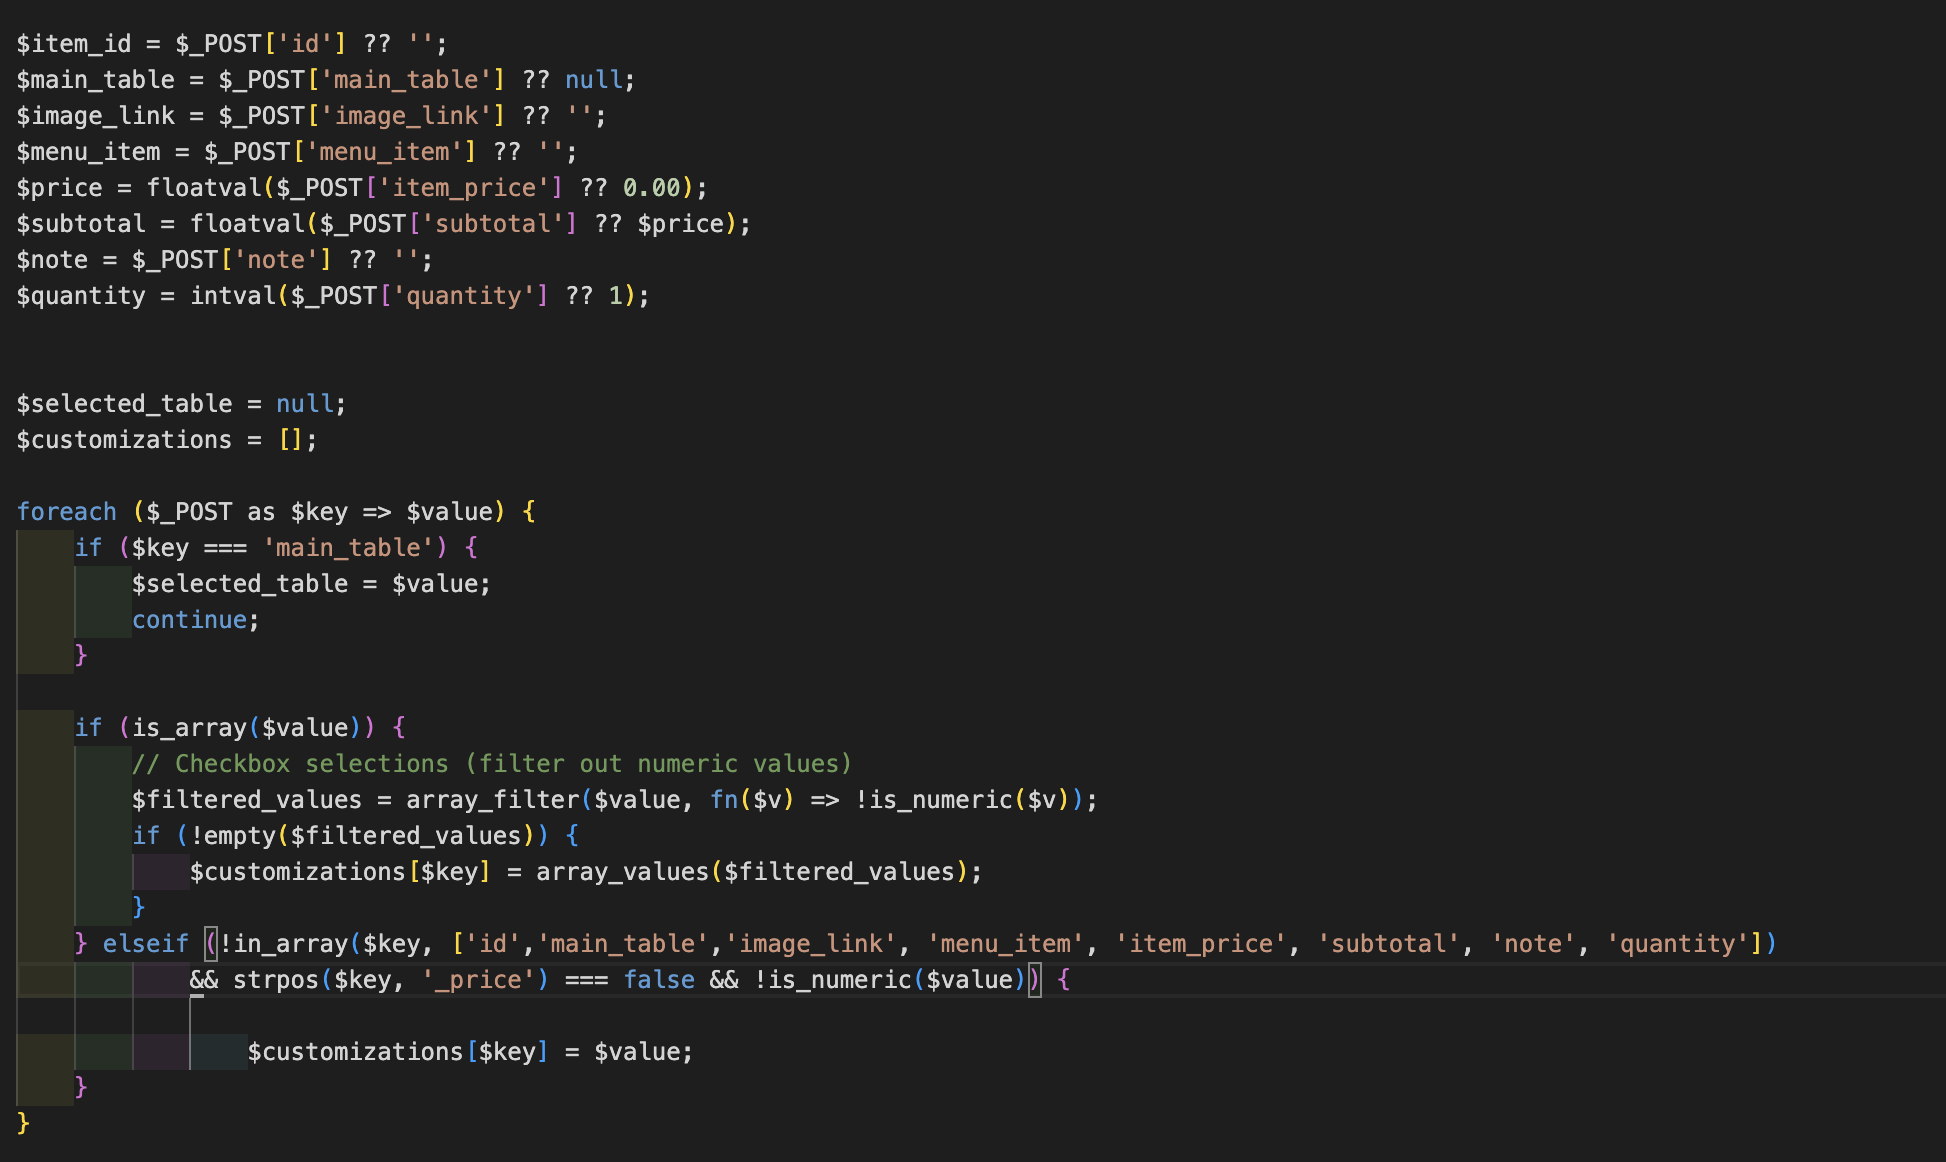 $item_id = $_POST['id'] ?? '';
$main_table = $_POST['main_table'] ?? null;
$image_link = $_POST['image_link'] ?? '';
$menu_item = $_POST['menu_item'] ?? '';
$price = floatval($_POST['item_price'] ?? 0.00);
$subtotal = floatval($_POST['subtotal'] ?? $price);
$note = $_POST['note'] ?? '';
$quantity = intval($_POST['quantity'] ?? 1);
$selected_table = null;
$customizations = [];
foreach ($_POST as $key => $value) {
    if ($key === 'main_table') {
        $selected_table = $value;
        continue;
    }
    if (is_array($value)) {
        // Checkbox selections (filter out numeric values)
        $filtered_values = array_filter($value, fn($v) => !is_numeric($v));
        if (!empty($filtered_values)) {
            $customizations[$key] = array_values($filtered_values);
        }
    } elseif (!in_array($key, ['id','main_table','image_link', 'menu_item', 'item_price', 'subtotal', 'note', 'quantity'])
            && strpos($key, '_price') === false && !is_numeric($value)) {
                $customizations[$key] = $value;
    }
}